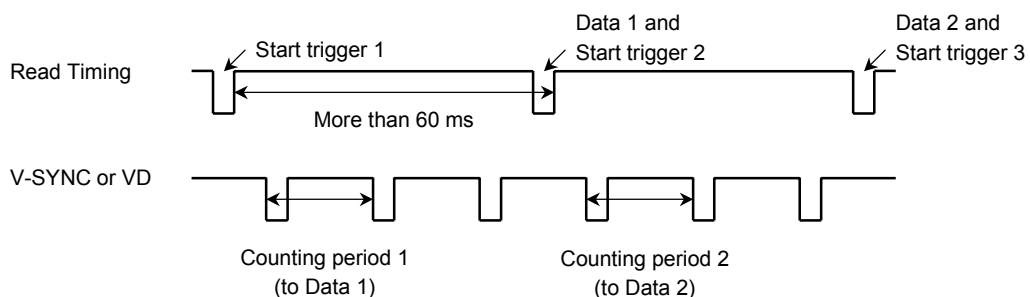 Data 1 and
Data 2 and
Start trigger 1
Start trigger 2
Start trigger 3
Read Timing
More than 60 ms
V-SYNC or VD
Counting period 1
(to Data 1)
Counting period 2
(to Data 2)